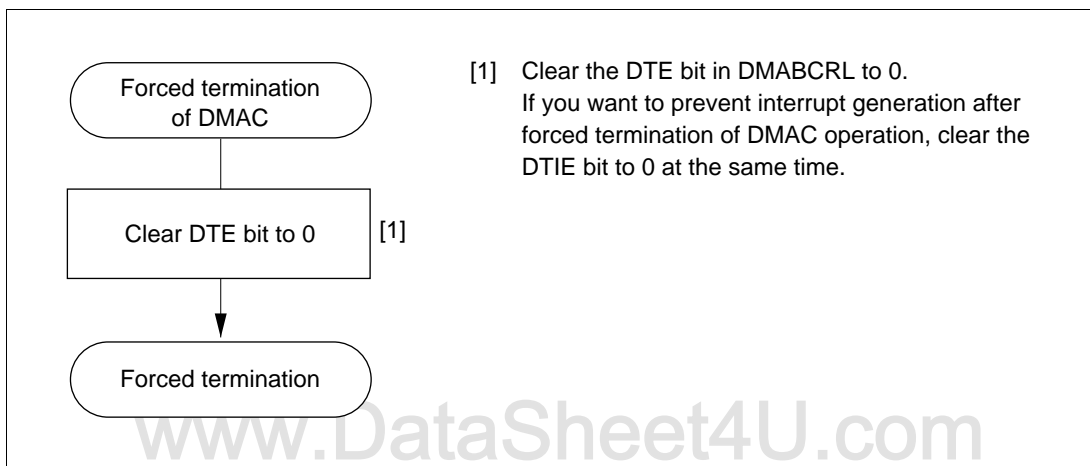 Forced termination
of DMAC
Clear DTE bit to 0
[1]
Forced termination
[1] Clear the DTE bit in DMABCRL to 0.
If you want to prevent interrupt generation after
forced termination of DMAC operation, clear the
DTIE bit to 0 at the same time.
www.DataSheet4U.com